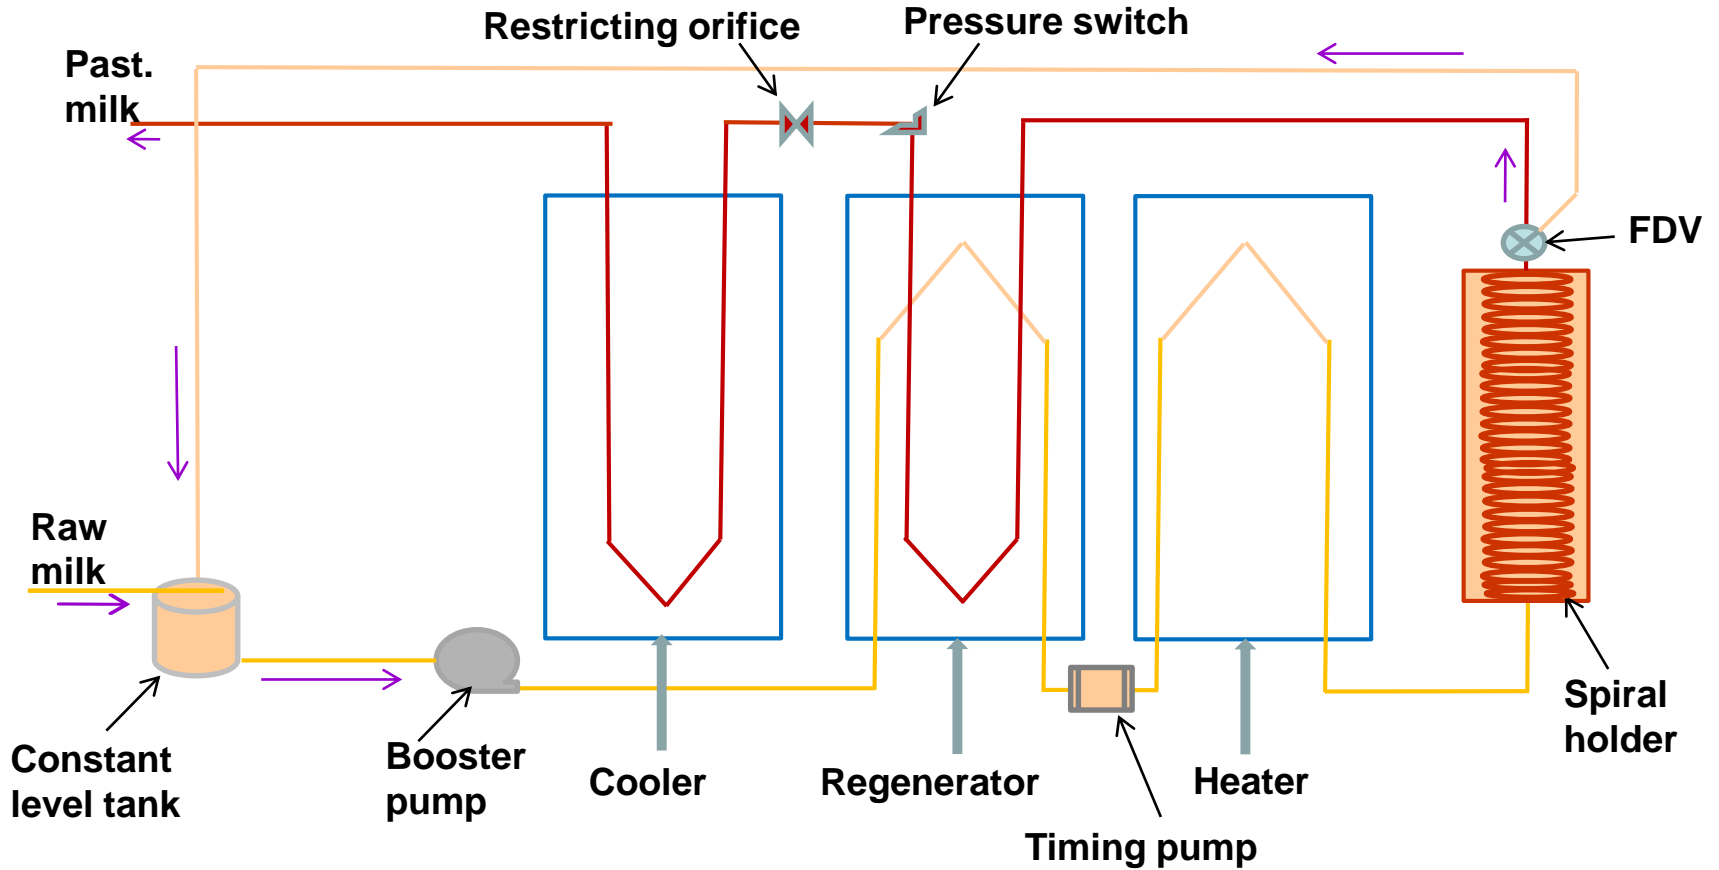 Restricting orifice
Pressure switch
Past.
milk
FDV
Raw
milk
Spiral
holder
Constant
level tank
Booster
pump
Cooler
Regenerator
Heater
Timing pump